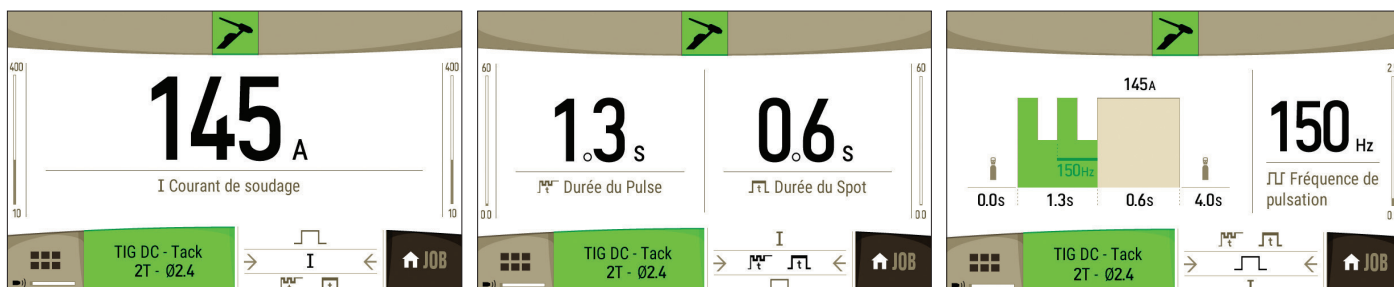 400
400
145 A
I Courant de soudage
10
10
TIG DC - Tack
2T - Ø2.4
I
t
t
JOB
60
60
1.3 s
0.6 s
t Durée du Pulse
t Durée du Spot
0.0
0.0
TIG DC - Tack
2T - Ø2.4
I
t
t
JOB
145A
150Hz
0.0s
1.3s
0.6s
4.0s
150 Hz
Fréquence de
pulsation
TIG DC - Tack
2T - Ø2.4
t
t
I
JOB